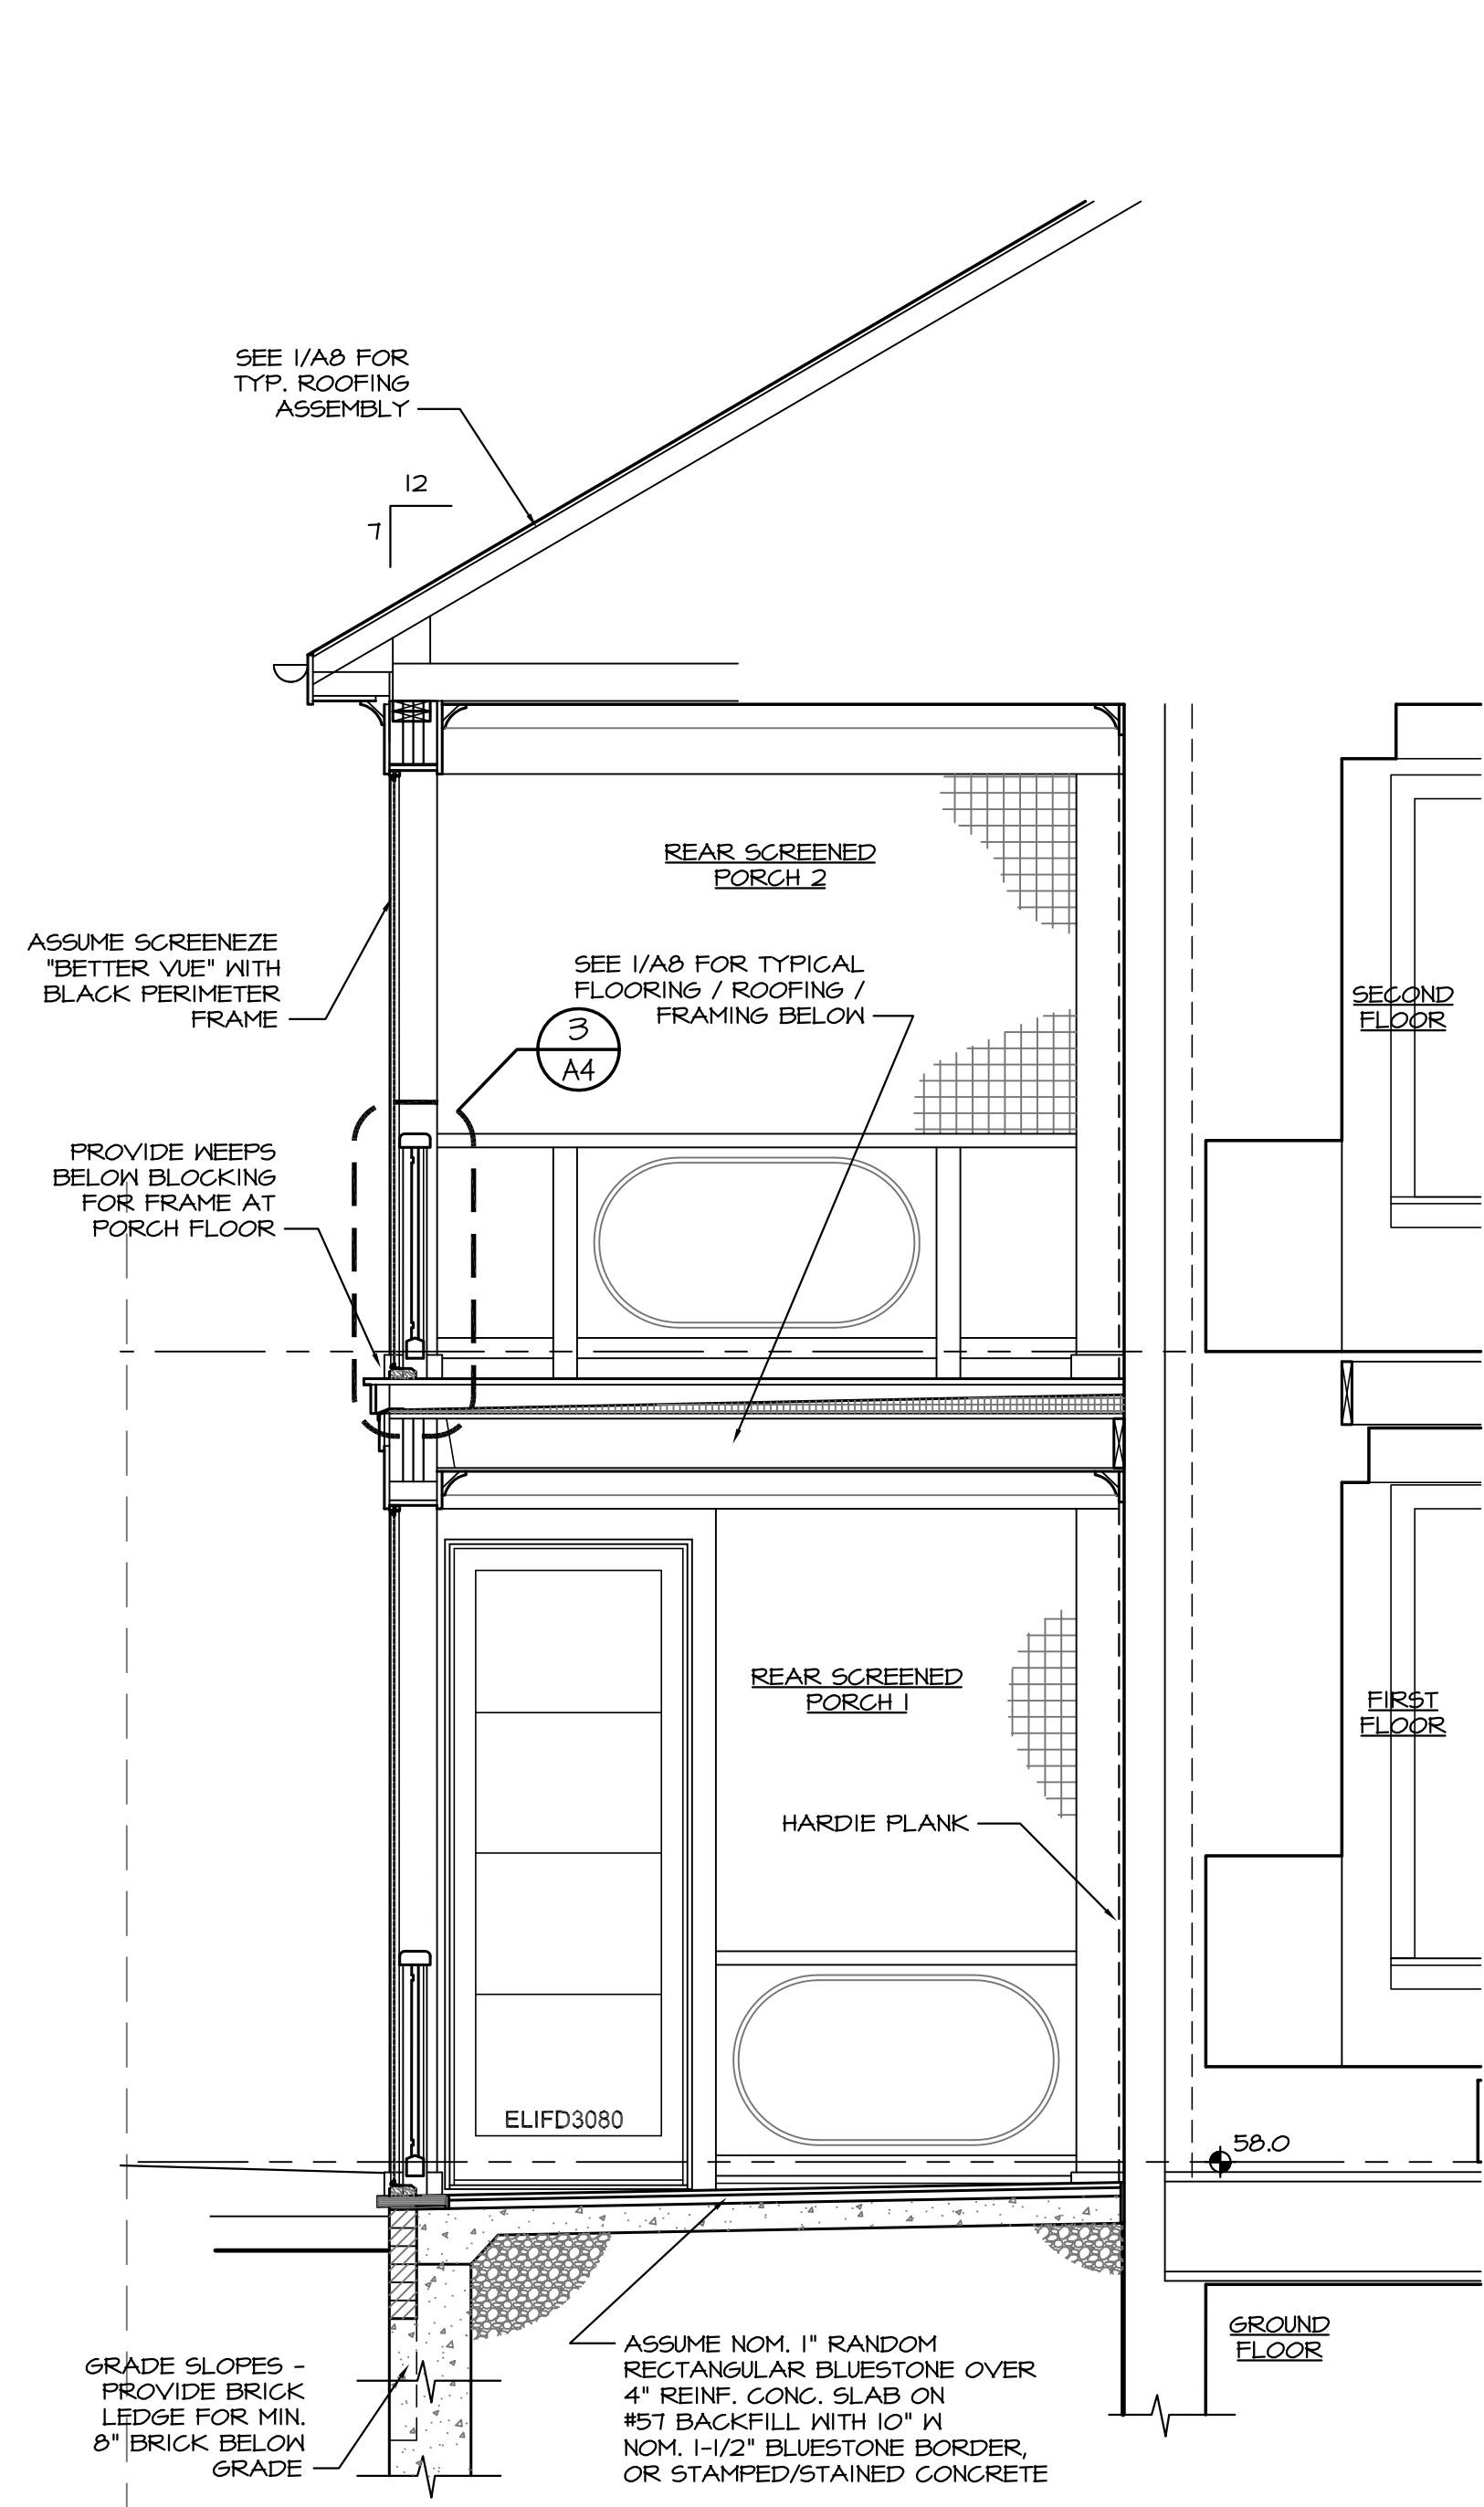 SEE 1/A8 FOR
TYP. ROOFING
ASSEMBLY
12
7
REAR SCREENED
PORCH 2
ASSUME SCREENEZE
"BETTER VUE" WITH
BLACK PERIMETER
FRAME
SEE 1/A8 FOR TYPICAL
FLOORING / ROOFING /
FRAMING BELOW
3
A4
SECOND
FLOOR
PROVIDE WEEPS
BELOW BLOCKING
FOR FRAME AT
PORCH FLOOR
REAR SCREENED
PORCH 1
FIRST
FLOOR
HARDIE PLANK
ELIFD3080
58.0
GROUND
FLOOR
GRADE SLOPES -
PROVIDE BRICK
LEDGE FOR MIN.
8" BRICK BELOW
GRADE
ASSUME NOM. 1" RANDOM
RECTANGULAR BLUESTONE OVER
4" REINF. CONC. SLAB ON
#57 BACKFILL WITH 10" W
NOM. 1-1/2" BLUESTONE BORDER,
OR STAMPED/STAINED CONCRETE